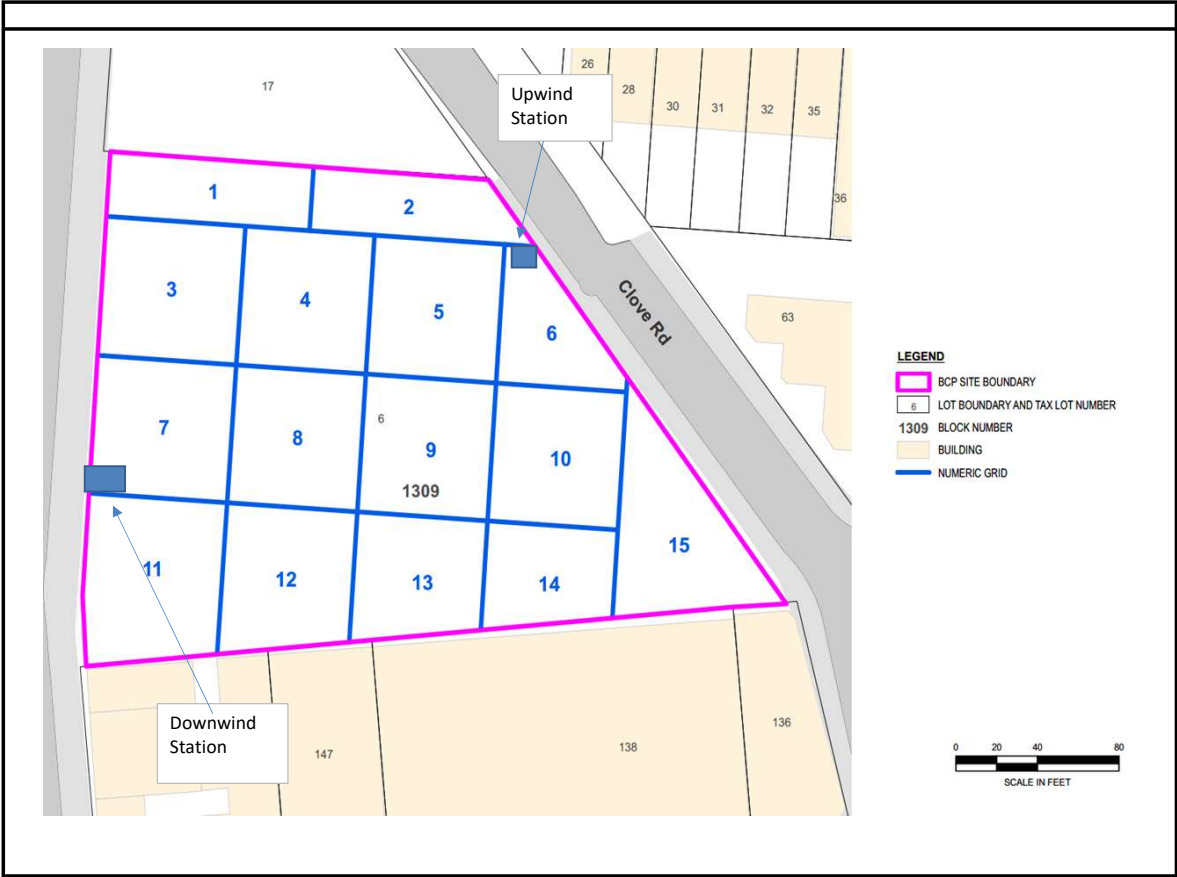 17
Upwind
Station
26
28
30
31
32
35
36
1
2
3
4
5
6
Clove Rd
63
7
8
6
9
10
1309
11
12
13
14
15
Downwind
Station
147
138
136
LEGEND
BCP SITE BOUNDARY
6 LOT BOUNDARY AND TAX LOT NUMBER
1309 BLOCK NUMBER
BUILDING
NUMERIC GRID
0 20 40 80
SCALE IN FEET